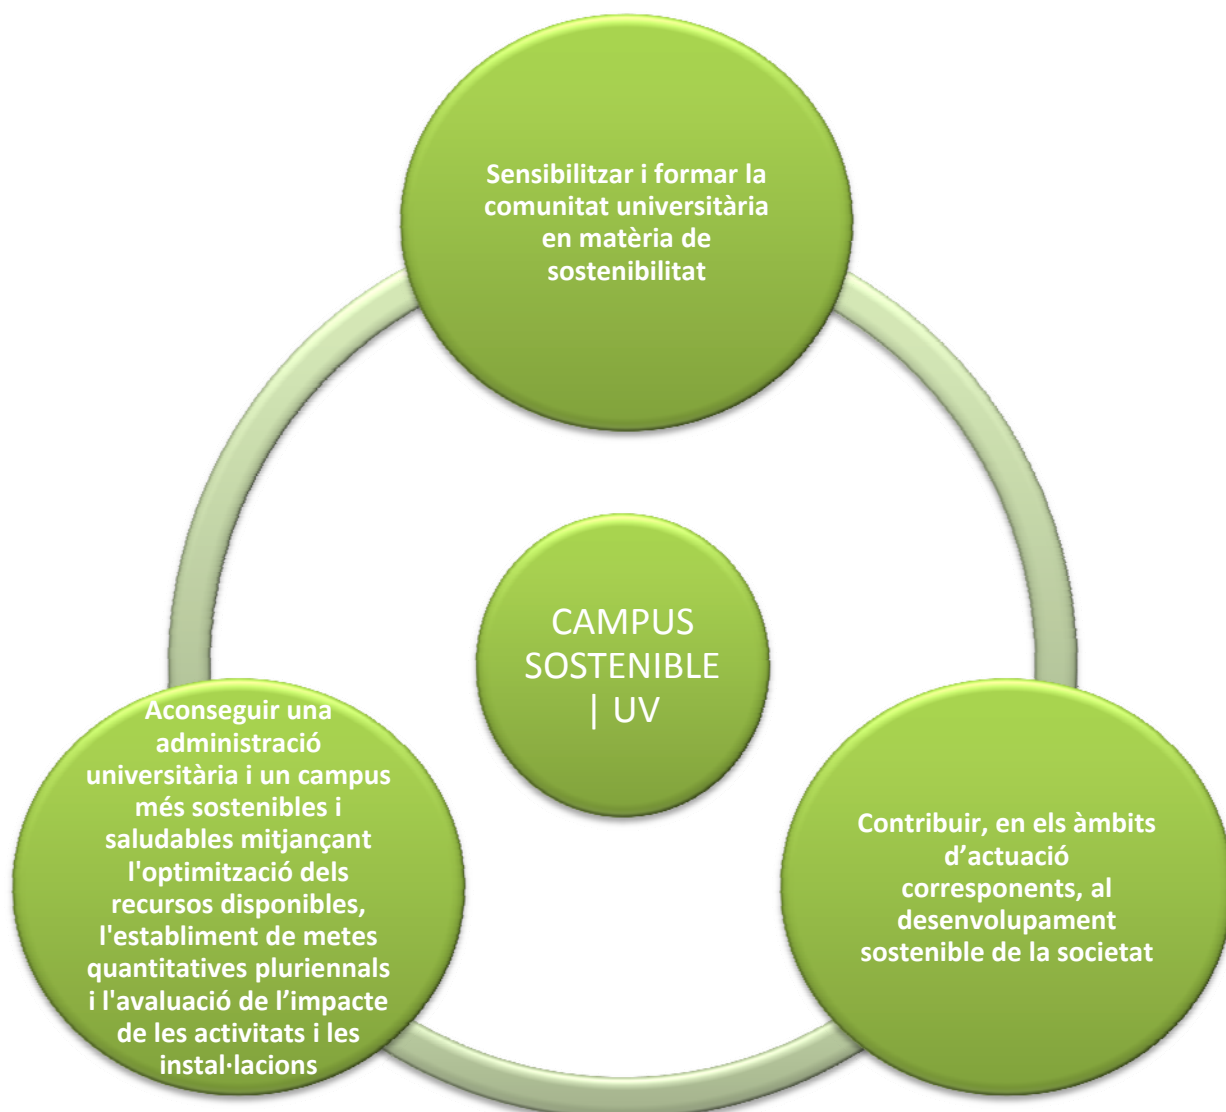 Sensibilitzar i formar la
comunitat universitària
en matèria de
sostenibilitat
CAMPUS
SOSTENIBLE
| UV
Aconseguir una
administració
universitària i un campus
més sostenibles i
saludables mitjançant
l'optimització dels
recursos disponibles,
l'establiment de metes
quantitatives pluriennals
i l'avaluació de l’impacte
de les activitats i les
instal·lacions
Contribuir, en els àmbits
d’actuació
corresponents, al
desenvolupament
sostenible de la societat